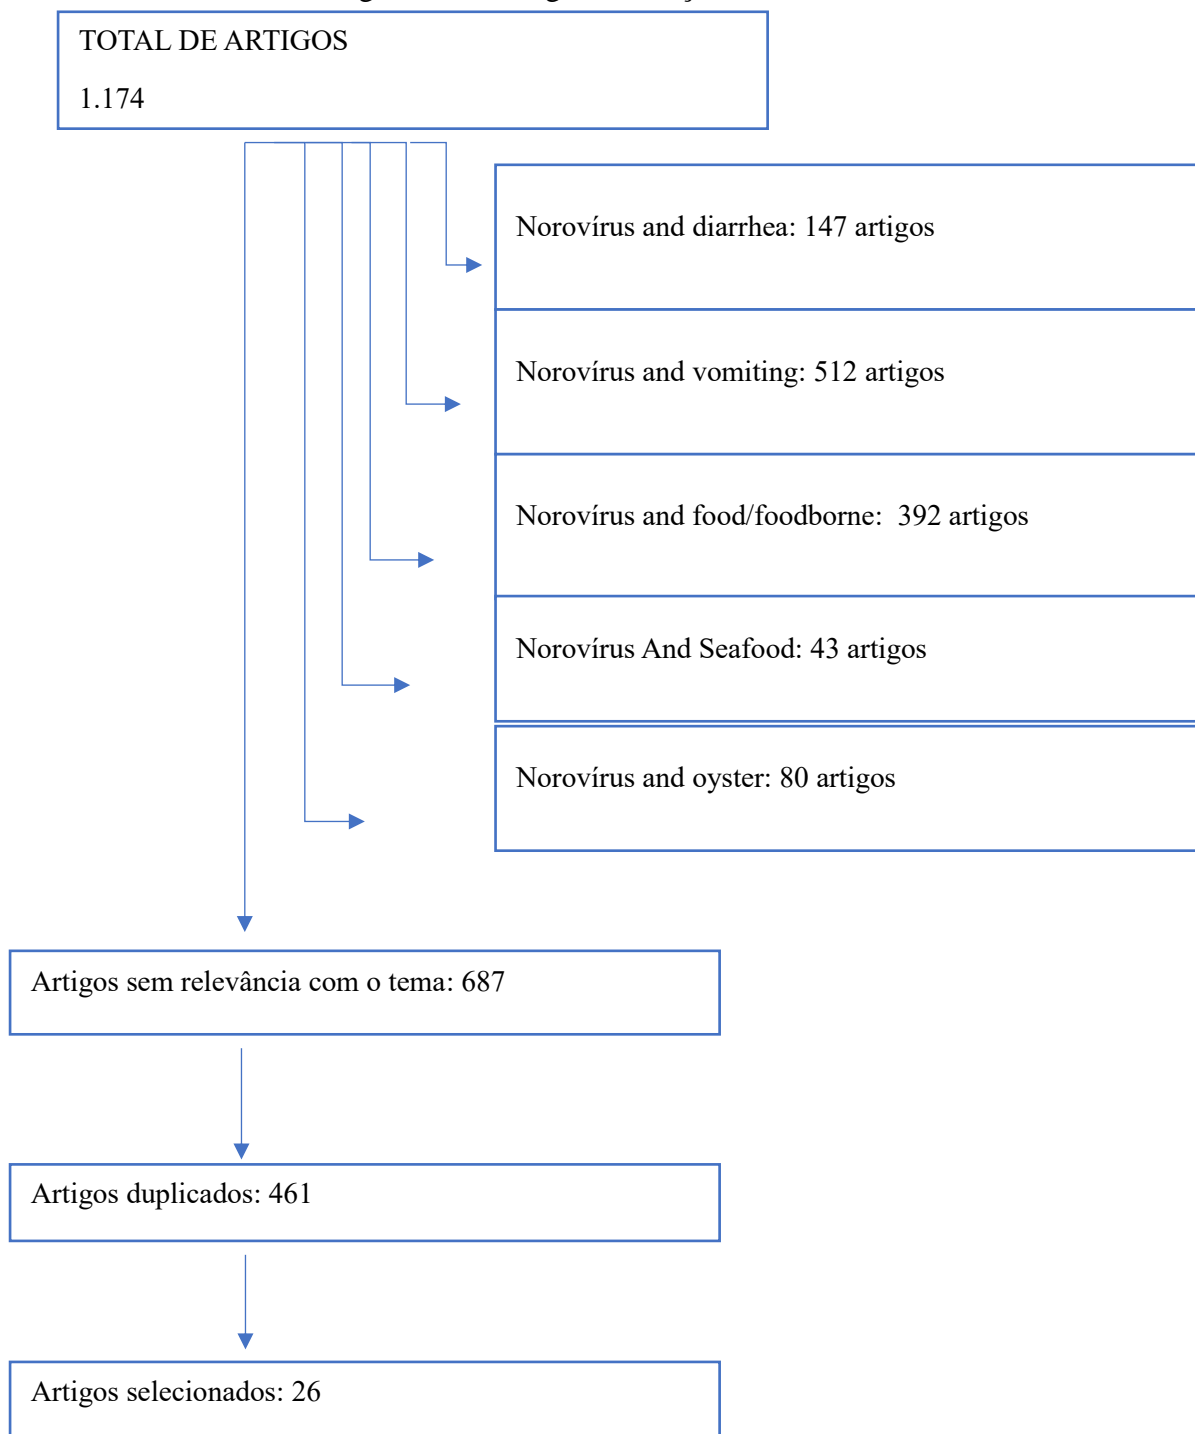 TOTAL DE ARTIGOS
1.174
Norovírus and diarrhea: 147 artigos
Norovírus and vomiting: 512 artigos
Norovírus and food/foodborne: 392 artigos
Norovírus And Seafood: 43 artigos
Norovírus and oyster: 80 artigos
Artigos sem relevância com o tema: 687
Artigos duplicados: 461
Artigos selecionados: 26